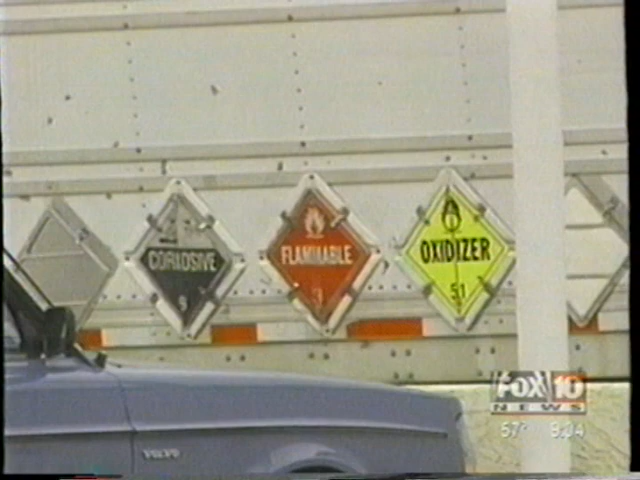 CORROSIVE
8
FLAMMABLE
3
OXIDIZER
5.1
VOLVO
FOX 10
NEWS
57° 8:04